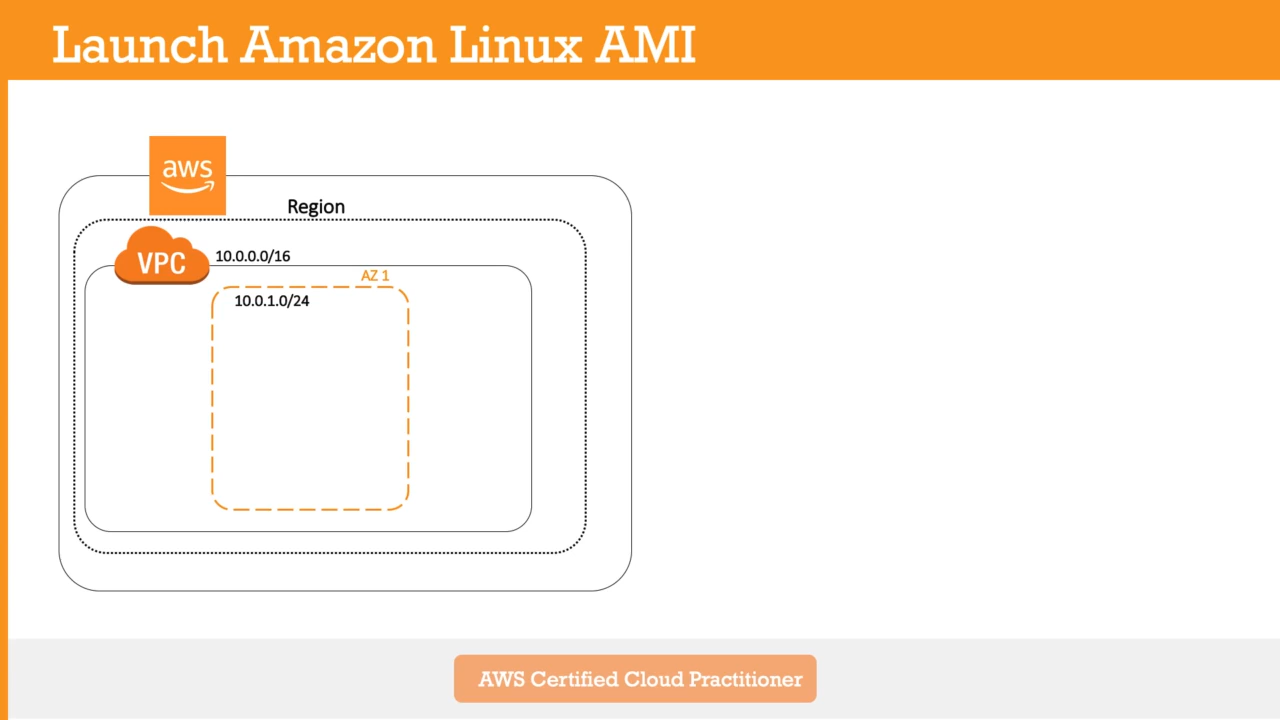 Launch Amazon Linux AMI
aws
Region
VPC
10.0.0.0/16
AZ 1
10.0.1.0/24
AWS Certified Cloud Practitioner